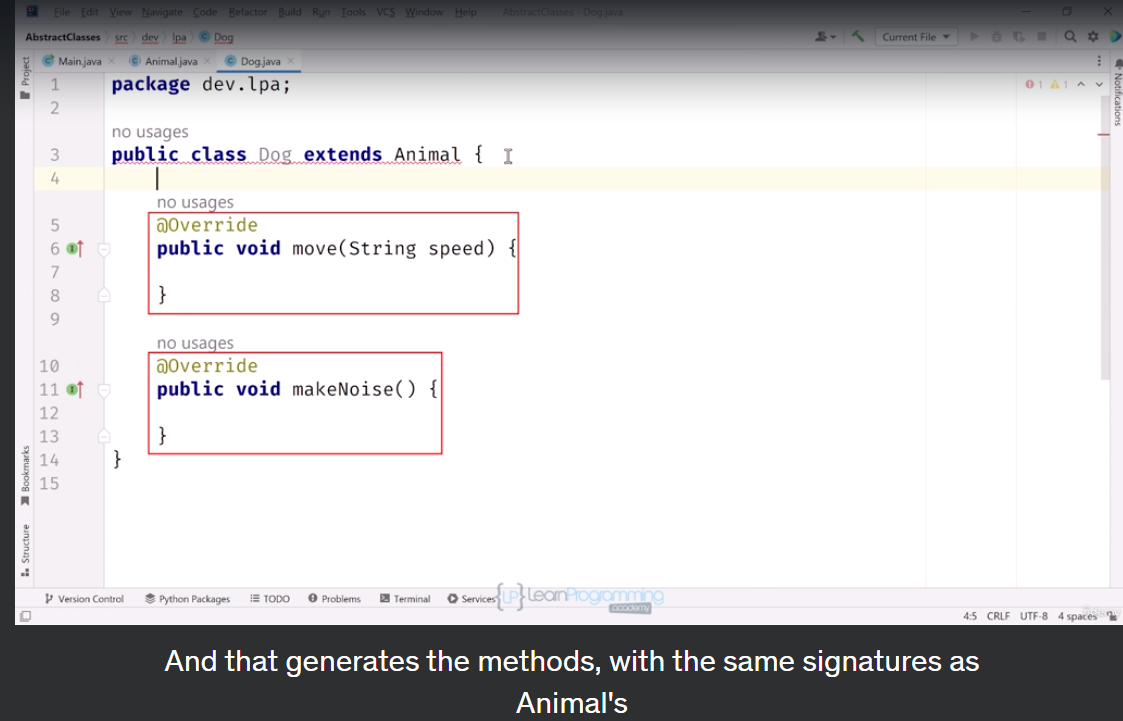 File Edit View Navigate Code Refactor Build Run Tools VCS Window Help AbstractClasses - Dog.java
AbstractClasses src dev lpa Dog Current File
Project
Main.java Animal.java Dog.java
Notifications
1 package dev.lpa; 1 1
2
no usages
3 public class Dog extends Animal {
4
no usages
5 @Override
6 public void move(String speed) {
7
8 }
9
no usages
10 @Override
11 public void makeNoise() {
12
13 }
14 }
15
Bookmarks
Structure
Version Control Python Packages TODO Problems Terminal Services
{LP} LearnProgramming
academy
4:5 CRLF UTF-8 4 spaces
And that generates the methods, with the same signatures as
Animal's